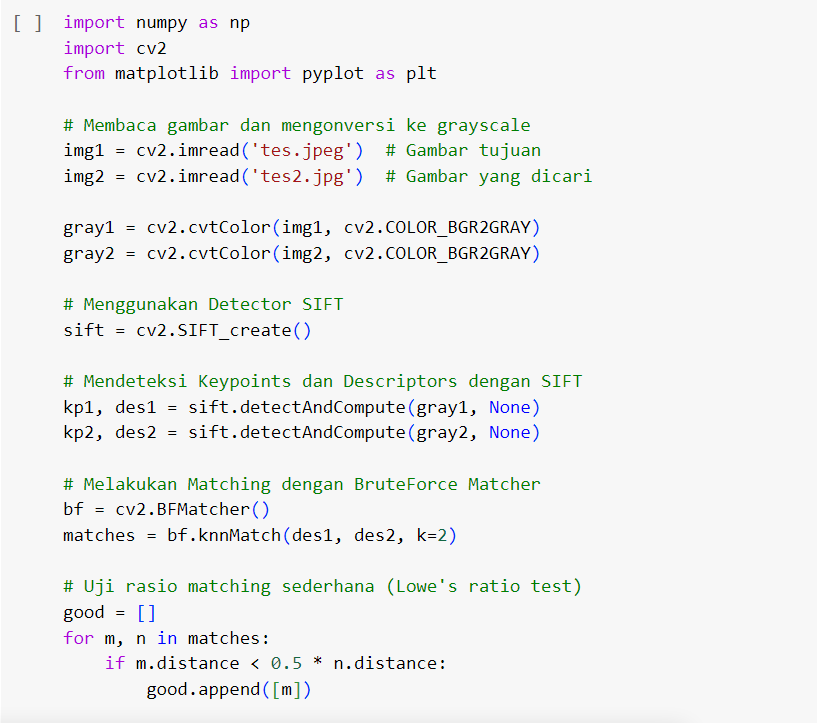 [ ] import numpy as np
import cv2
from matplotlib import pyplot as plt
# Membaca gambar dan mengonversi ke grayscale
img1 = cv2.imread('tes.jpeg')  # Gambar tujuan
img2 = cv2.imread('tes2.jpg')  # Gambar yang dicari
gray1 = cv2.cvtColor(img1, cv2.COLOR_BGR2GRAY)
gray2 = cv2.cvtColor(img2, cv2.COLOR_BGR2GRAY)
# Menggunakan Detector SIFT
sift = cv2.SIFT_create()
# Mendeteksi Keypoints dan Descriptors dengan SIFT
kp1, des1 = sift.detectAndCompute(gray1, None)
kp2, des2 = sift.detectAndCompute(gray2, None)
# Melakukan Matching dengan BruteForce Matcher
bf = cv2.BFMatcher()
matches = bf.knnMatch(des1, des2, k=2)
# Uji rasio matching sederhana (Lowe's ratio test)
good = []
for m, n in matches:
    if m.distance < 0.5 * n.distance:
        good.append([m])